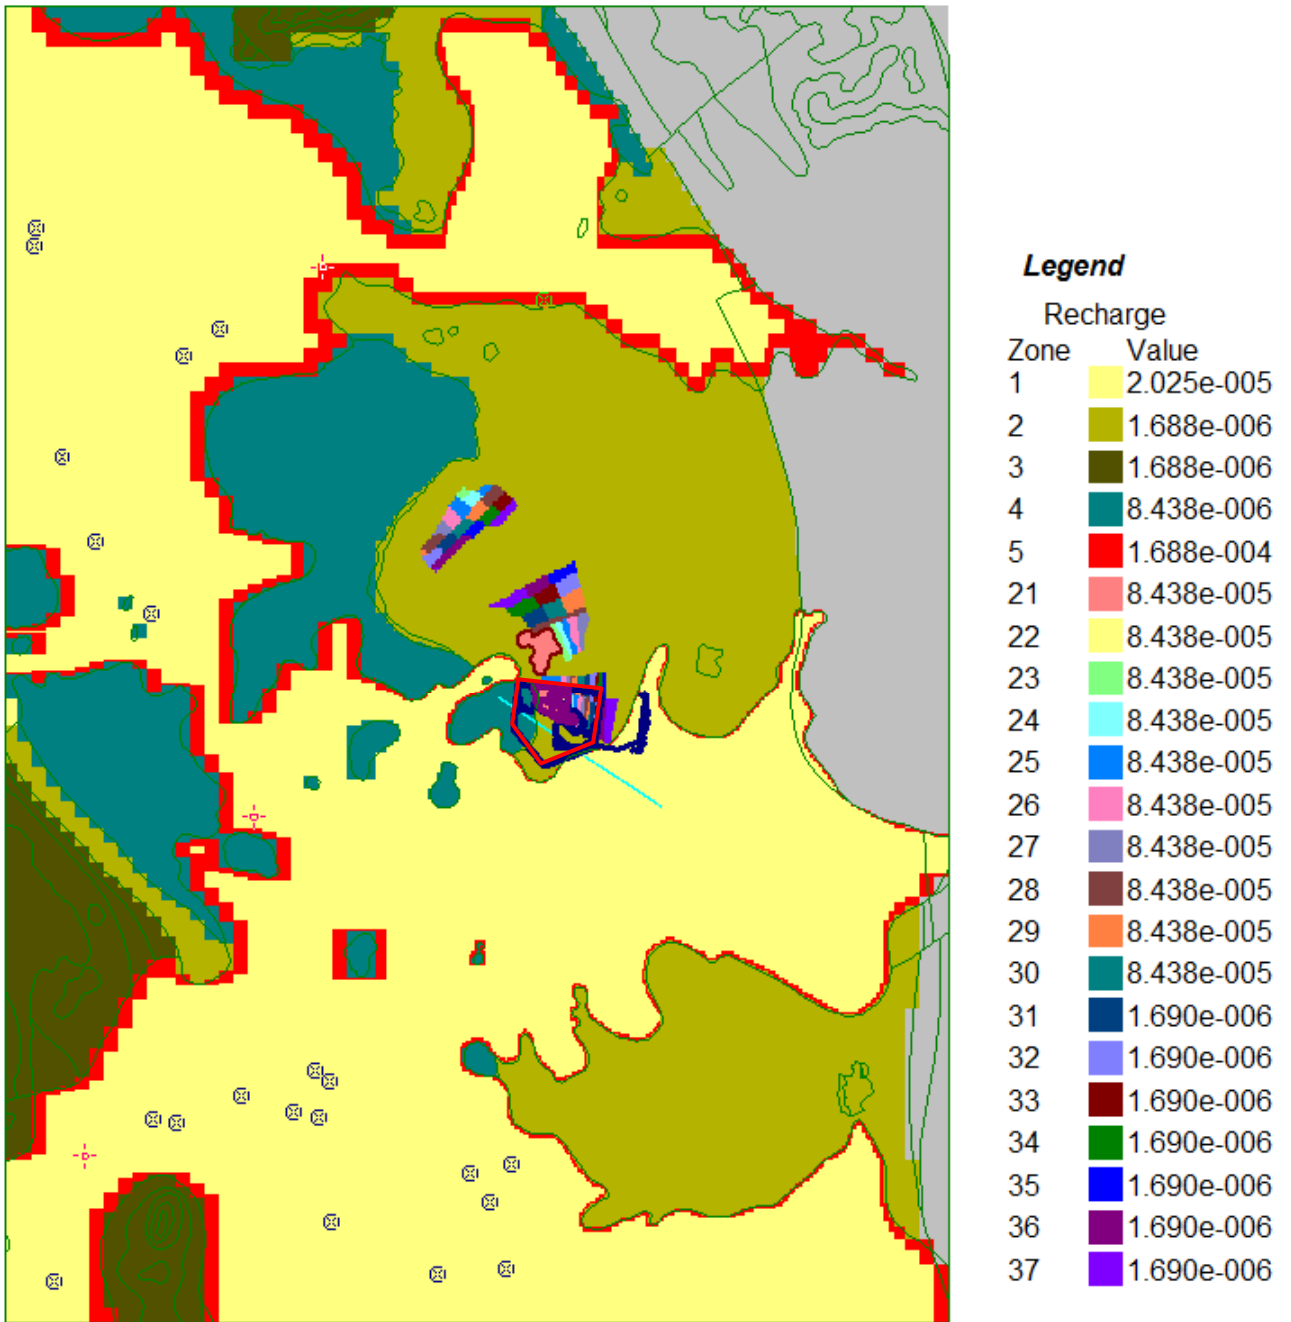 Legend
Recharge
Zone Value
1 2.025e-005
2 1.688e-006
3 1.688e-006
4 8.438e-006
5 1.688e-004
21 8.438e-005
22 8.438e-005
23 8.438e-005
24 8.438e-005
25 8.438e-005
26 8.438e-005
27 8.438e-005
28 8.438e-005
29 8.438e-005
30 8.438e-005
31 1.690e-006
32 1.690e-006
33 1.690e-006
34 1.690e-006
35 1.690e-006
36 1.690e-006
37 1.690e-006